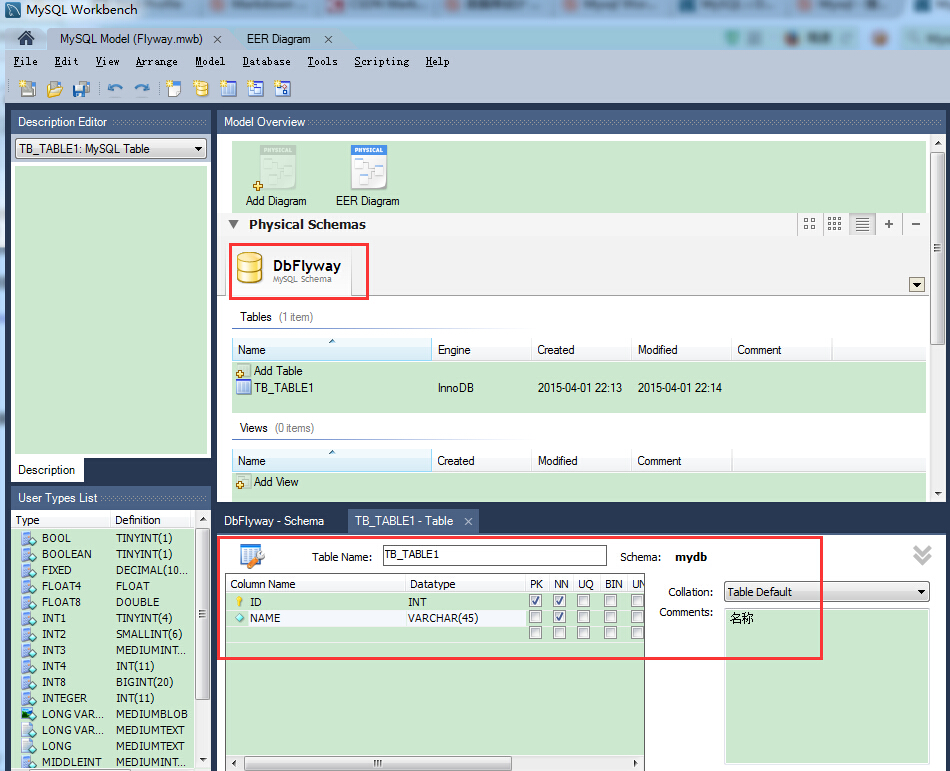 MySQL Workbench
MySQL Model (Flyway.mwb) EER Diagram
File Edit View Arrange Model Database Tools Scripting Help
Description Editor
TB_TABLE1: MySQL Table
Description
User Types List
Type Definition
BOOL TINYINT(1)
BOOLEAN TINYINT(1)
FIXED DECIMAL(10...
FLOAT4 FLOAT
FLOAT8 DOUBLE
INT1 TINYINT(4)
INT2 SMALLINT(6)
INT3 MEDIUMINT...
INT4 INT(11)
INT8 BIGINT(20)
INTEGER INT(11)
LONG VAR... MEDIUMBLOB
LONG VAR... MEDIUMTEXT
LONG MEDIUMTEXT
MIDDLEINT MEDIUMINT...
Model Overview
PHYSICAL PHYSICAL
Add Diagram EER Diagram
Physical Schemas
DbFlyway
MySQL Schema
Tables (1 item)
Name Engine Created Modified Comment
Add Table
TB_TABLE1 InnoDB 2015-04-01 22:13 2015-04-01 22:14
Views (0 items)
Name Created Modified Comment
Add View
DbFlyway - Schema TB_TABLE1 - Table
Table Name: TB_TABLE1 Schema: mydb
Column Name Datatype PK NN UQ BIN UN
ID INT
NAME VARCHAR(45)
Collation: Table Default
Comments: 名称